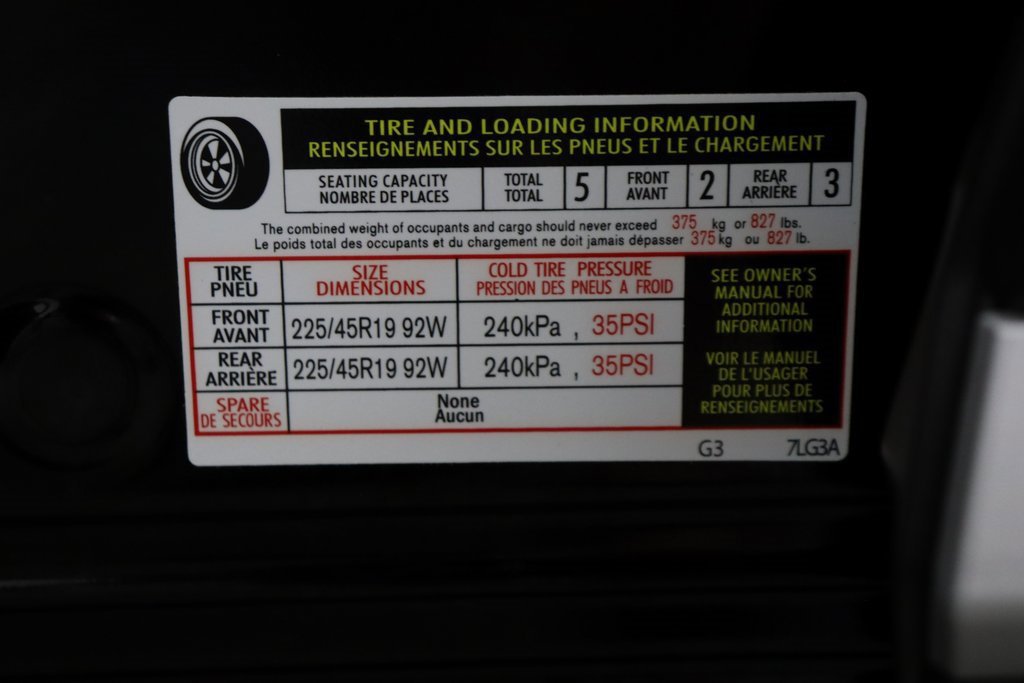 TIRE AND LOADING INFORMATION
RENSEIGNEMENTS SUR LES PNEUS ET LE CHARGEMENT
SEATING CAPACITY TOTAL 5 FRONT 2 REAR 3
NOMBRE DE PLACES TOTAL AVANT ARRIÈRE
The combined weight of occupants and cargo should never exceed 375 kg or 827 lbs.
Le poids total des occupants et du chargement ne doit jamais dépasser 375 kg ou 827 lb.
TIRE SIZE COLD TIRE PRESSURE
PNEU DIMENSIONS PRESSION DES PNEUS A FROID
FRONT
AVANT 225/45R19 92W 240kPa , 35PSI
REAR
ARRIÈRE 225/45R19 92W 240kPa , 35PSI
SPARE None
DE SECOURS Aucun
SEE OWNER'S
MANUAL FOR
ADDITIONAL
INFORMATION
VOIR LE MANUEL
DE L'USAGER
POUR PLUS DE
RENSEIGNEMENTS
G3 7LG3A